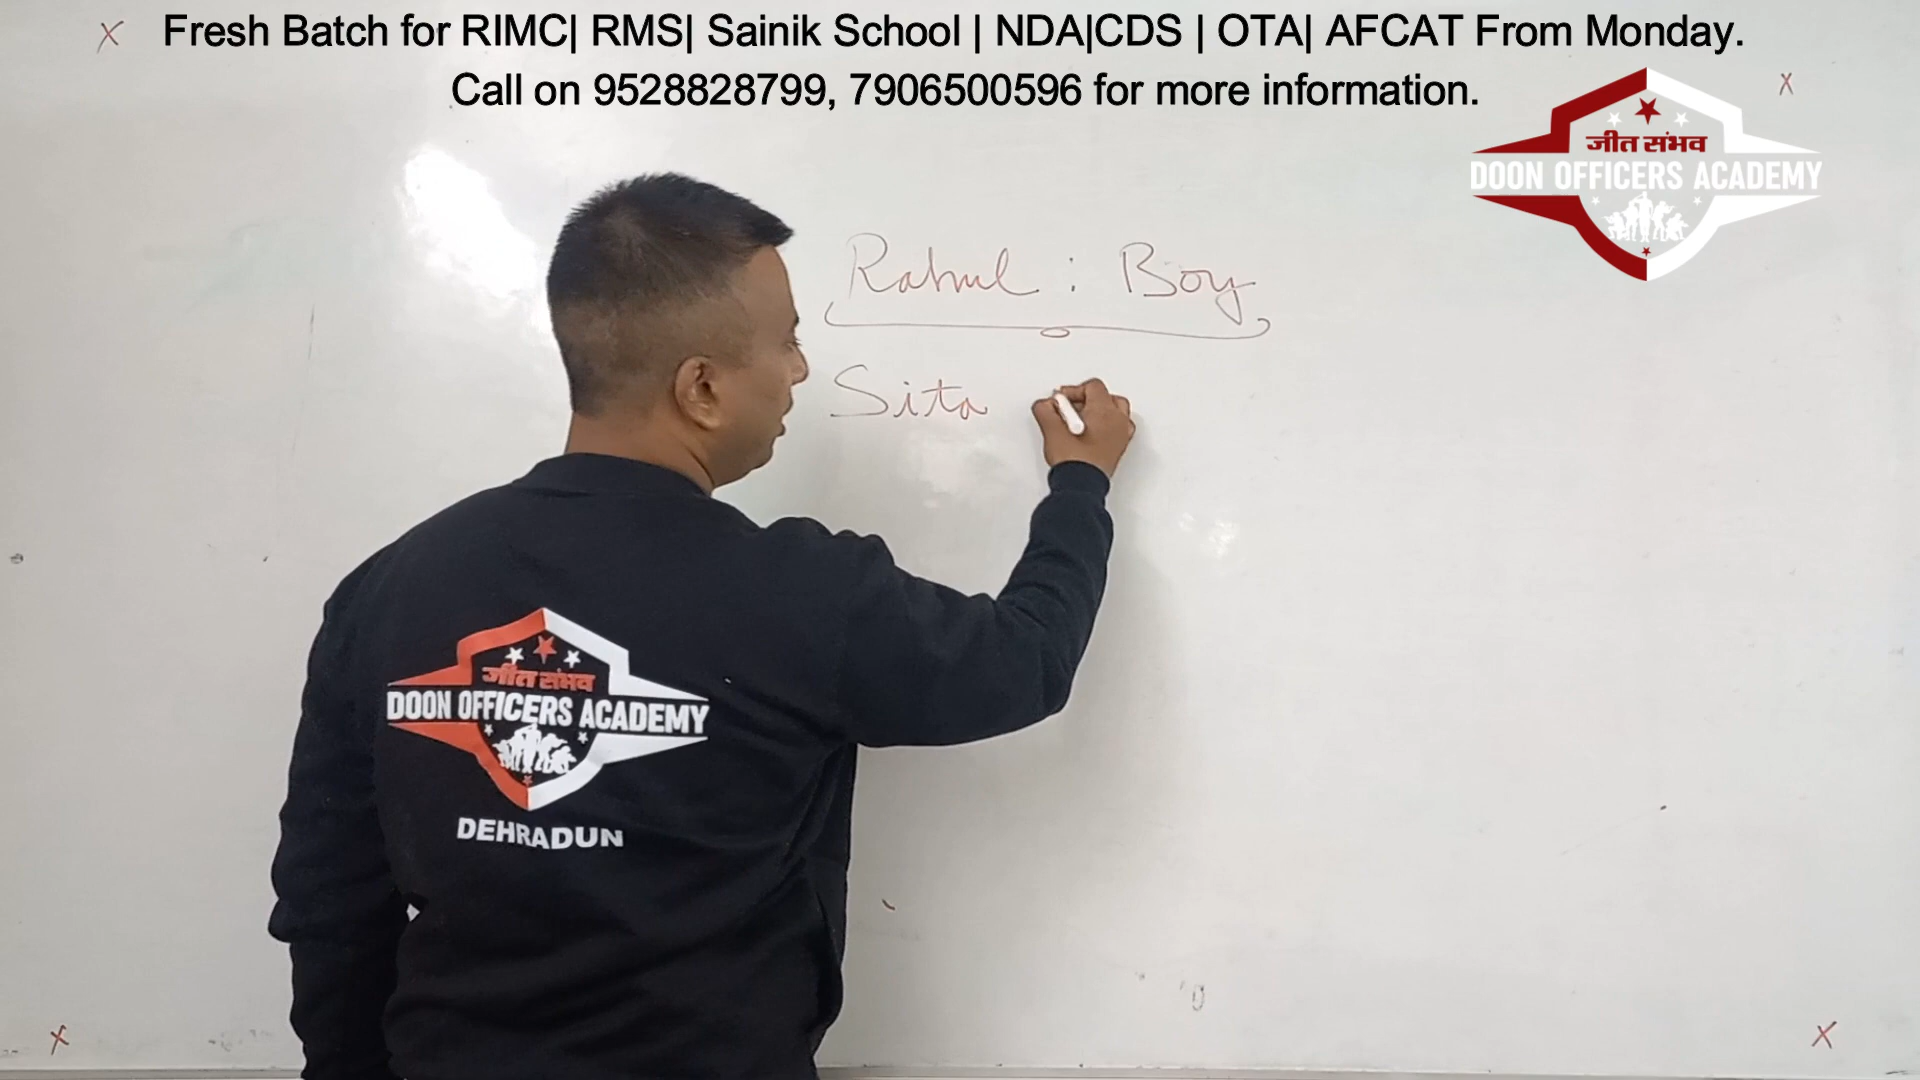 Fresh Batch for RIMC| RMS| Sainik School | NDA|CDS | OTA| AFCAT From Monday.
Call on 9528828799, 7906500596 for more information.
जीत संभव
DOON OFFICERS ACADEMY
Rahul : Boy
Sita
जीत संभव
DOON OFFICERS ACADEMY
DEHRADUN